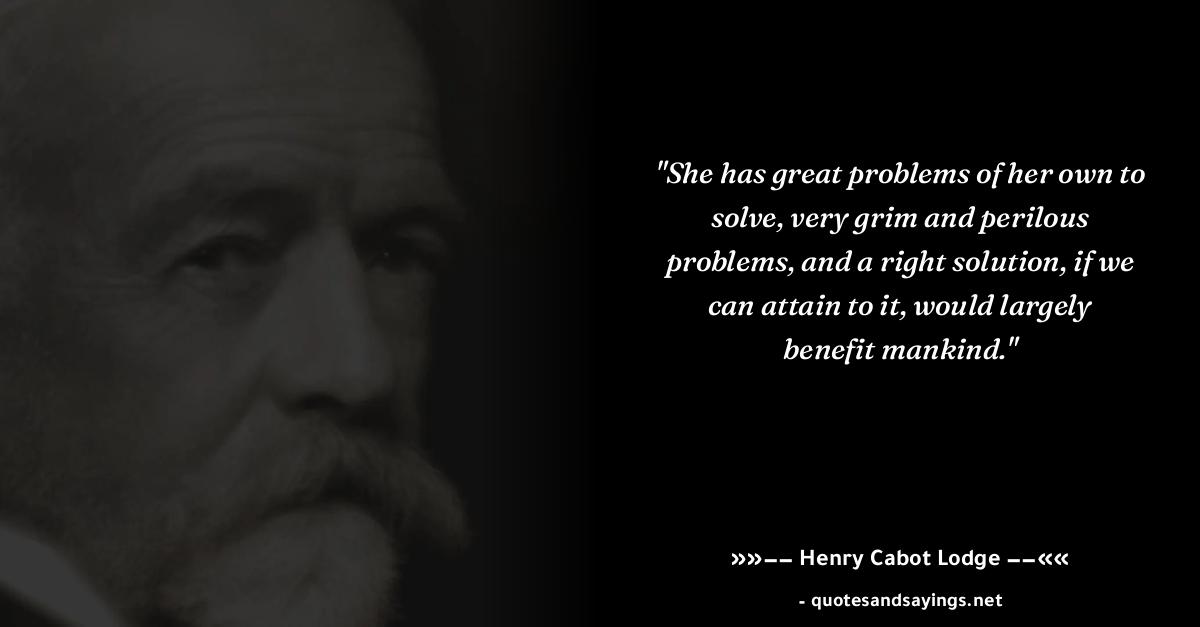 "She has great problems of her own to
solve, very grim and perilous
problems, and a right solution, if we
can attain to it, would largely
benefit mankind."
»»–– Henry Cabot Lodge ––««
- quotesandsayings.net